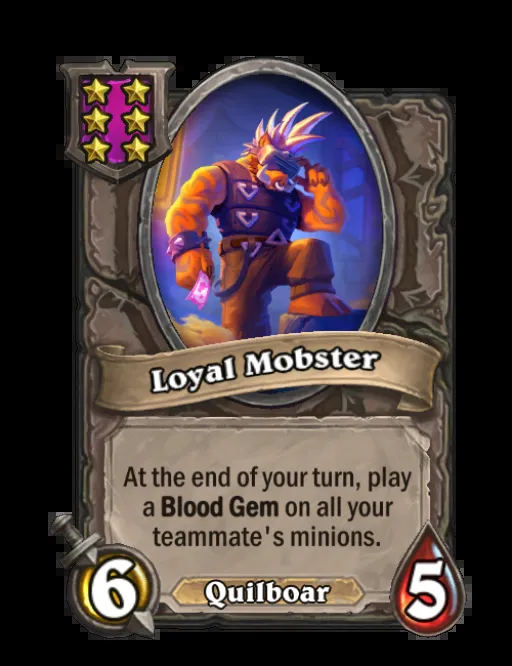 Loyal Mobster
At the end of your turn, play
a Blood Gem on all your
teammate's minions.
6
Quilboar
5